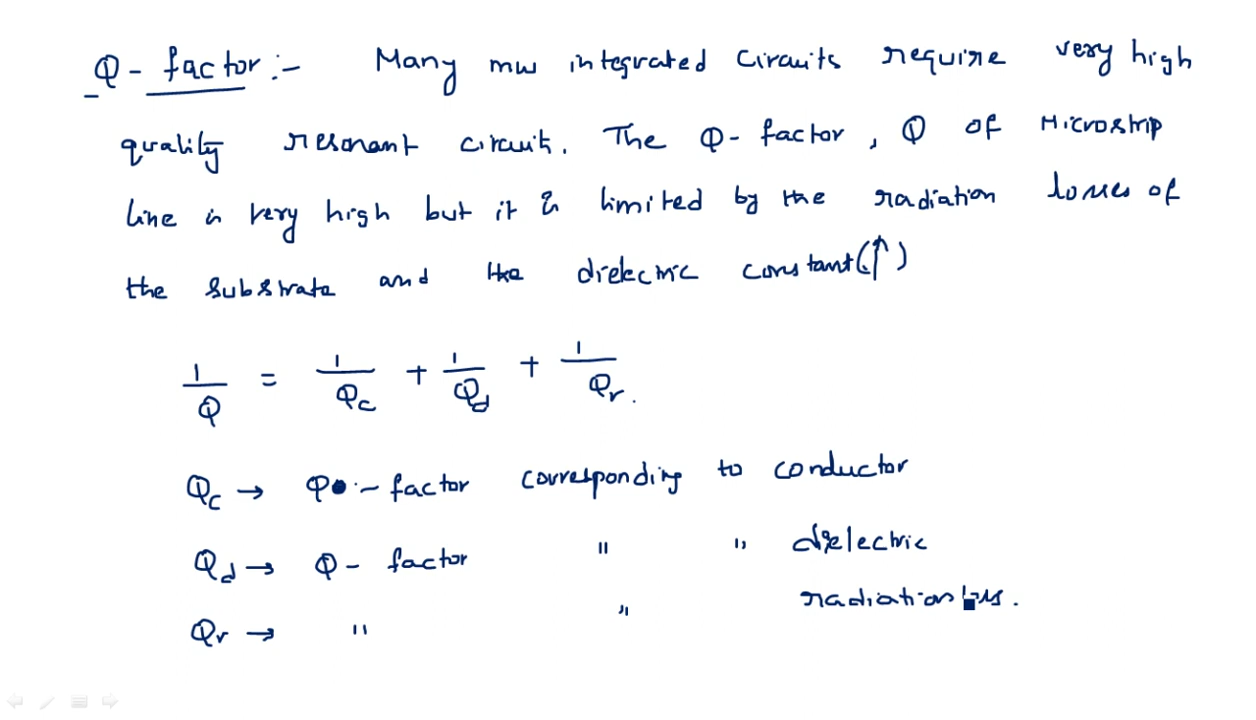 Q - factor :- Many mw integrated circuits require very high
quality resonant circuit. The Q - factor, Q of Microstrip
line is very high but it is limited by the radiation losses of
the substrate and the dielectric constant(↑)
1/Q = 1/Qc + 1/Qd + 1/Qr.
Qc → Q - factor corresponding to conductor
Qd → Q - factor " " dielectric
Qr → " " radiation loss.